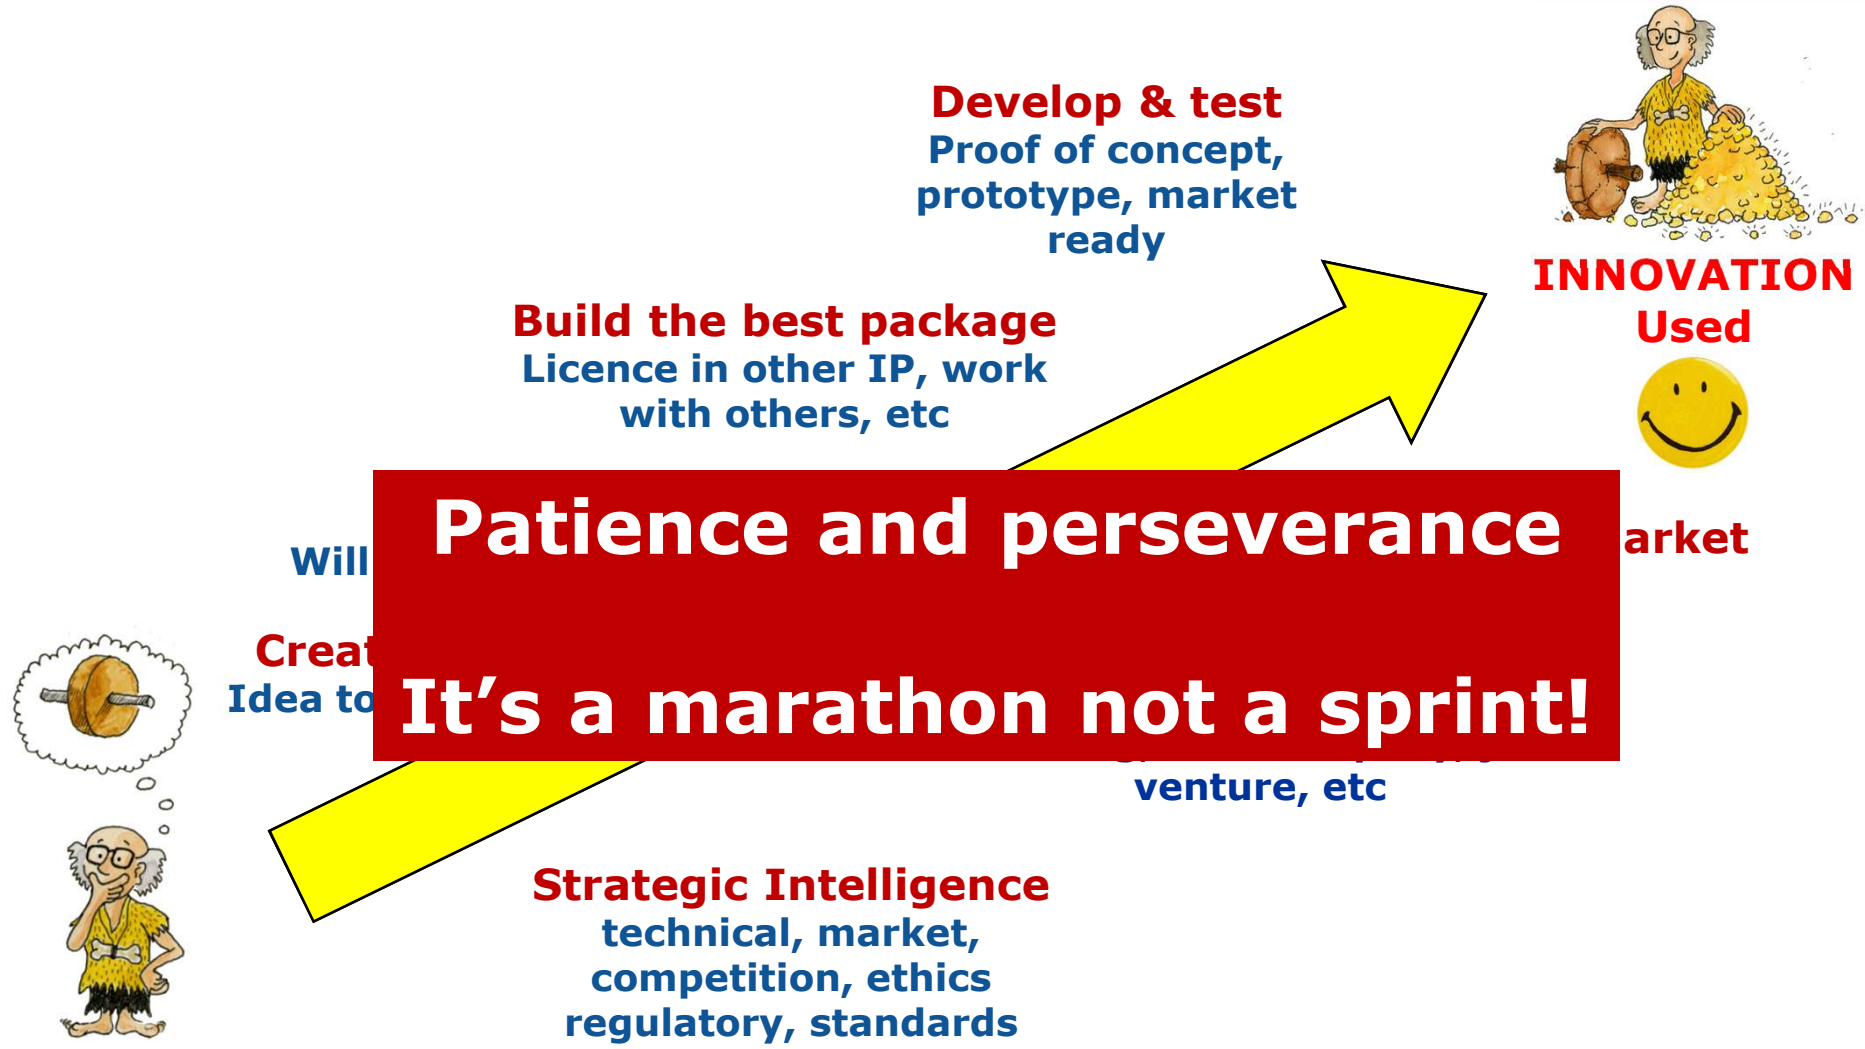 Develop & test
Proof of concept,
prototype, market
ready
INNOVATION
Used
Build the best package
Licence in other IP, work
with others, etc
Patience and perseverance
It’s a marathon not a sprint!
arket
Will
Creat
Idea to
venture, etc
Strategic Intelligence
technical, market,
competition, ethics
regulatory, standards